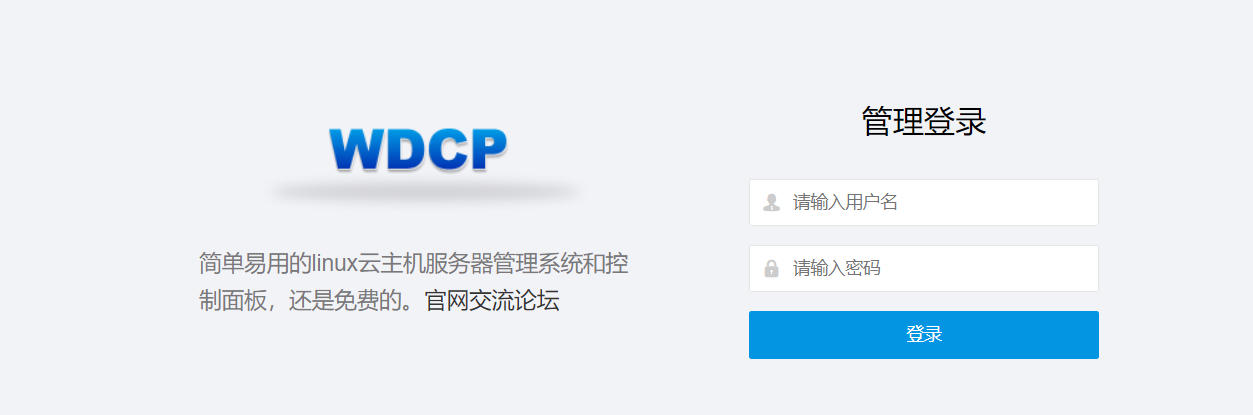 WDCP
简单易用的linux云主机服务器管理系统和控
制面板，还是免费的。官网交流论坛
管理登录
请输入用户名
请输入密码
登录